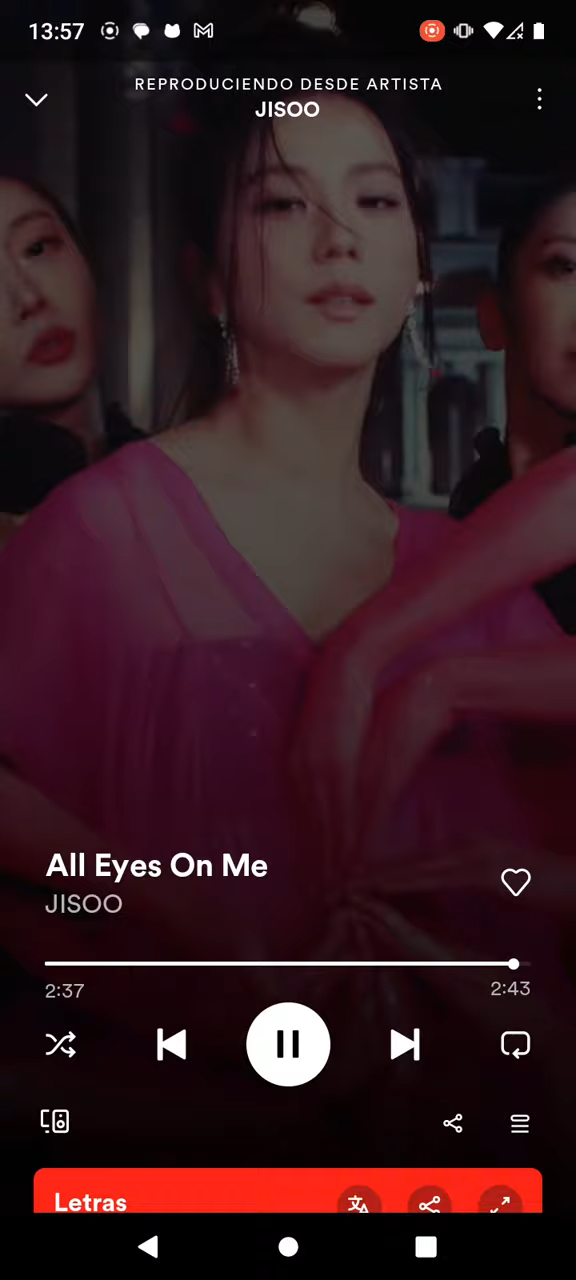 13:57
REPRODUCIENDO DESDE ARTISTA
JISOO
All Eyes On Me
JISOO
2:37
2:43
Letras